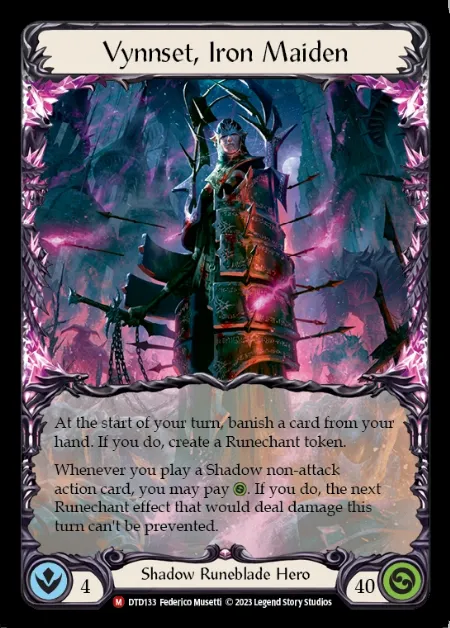 Vynnset, Iron Maiden
At the start of your turn, banish a card from your
hand. If you do, create a Runechant token.
Whenever you play a Shadow non-attack
action card, you may pay . If you do, the next
Runechant effect that would deal damage this
turn can't be prevented.
4
Shadow Runeblade Hero
40
M DTD133 Federico Musetti © 2023 Legend Story Studios